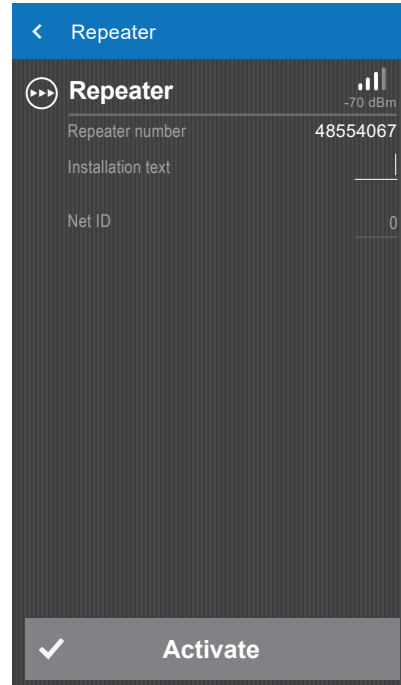 Repeater
Repeater
-70 dBm
Repeater number 48554067
Installation text
Net ID 0
Activate